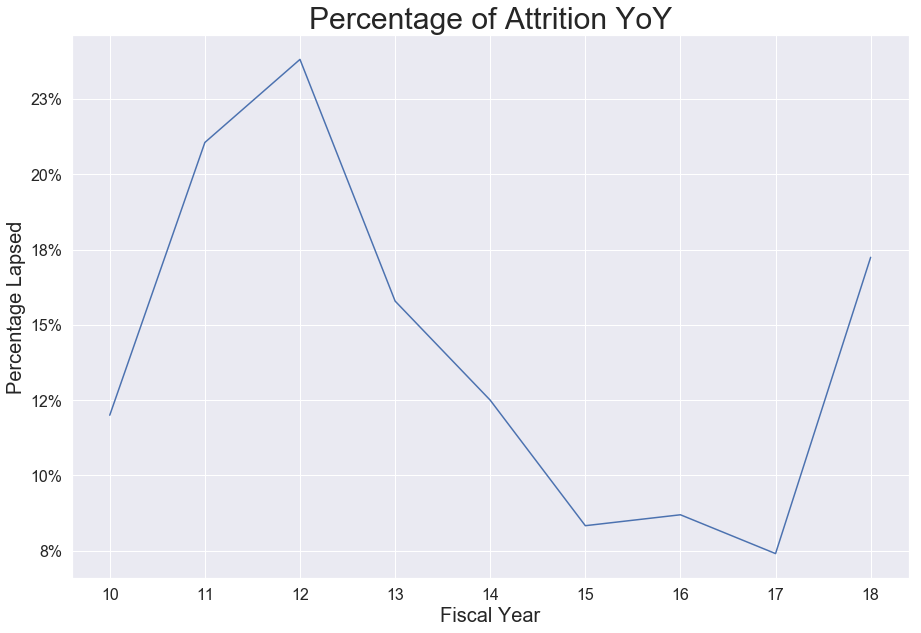 Percentage of Attrition YoY
23%
20%
18%
15%
12%
10%
8%
Percentage Lapsed
10 11 12 13 14 15 16 17 18
Fiscal Year